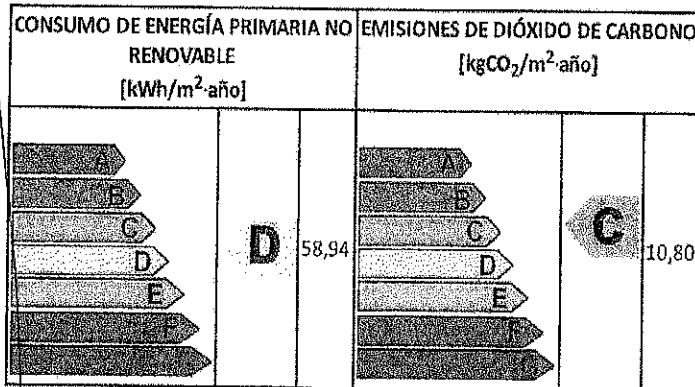 CONSUMO DE ENERGÍA PRIMARIA NO
RENOVABLE
[kWh/m²·año]
EMISIONES DE DIÓXIDO DE CARBONO
[kgCO₂/m²·año]
A
B
C
D
E
F
D
58,94
A
B
C
D
E
F
G
C
10,80